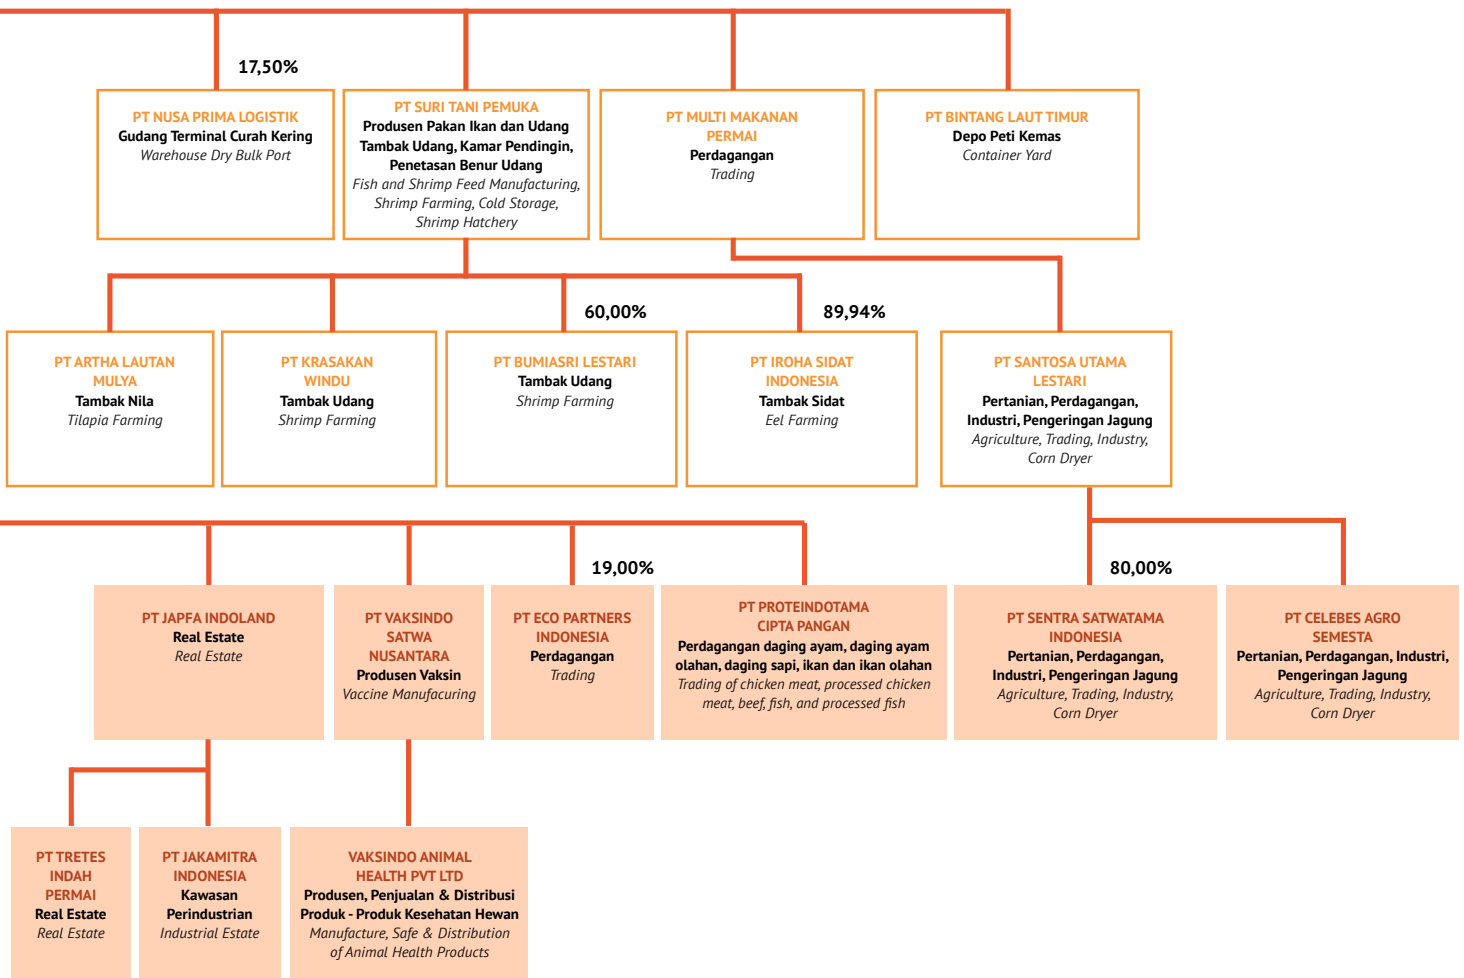 17,50%
PT NUSA PRIMA LOGISTIK
Gudang Terminal Curah Kering
Warehouse Dry Bulk Port
PT SURI TANI PEMUKA
Produsen Pakan Ikan dan Udang
Tambak Udang, Kamar Pendingin,
Penetasan Benur Udang
Fish and Shrimp Feed Manufacturing,
Shrimp Farming, Cold Storage,
Shrimp Hatchery
PT MULTI MAKANAN
PERMAI
Perdagangan
Trading
PT BINTANG LAUT TIMUR
Depo Peti Kemas
Container Yard
60,00%
89,94%
PT ARTHA LAUTAN
MULYA
Tambak Nila
Tilapia Farming
PT KRASAKAN
WINDU
Tambak Udang
Shrimp Farming
PT BUMIASRI LESTARI
Tambak Udang
Shrimp Farming
PT IROHA SIDAT
INDONESIA
Tambak Sidat
Eel Farming
PT SANTOSA UTAMA
LESTARI
Pertanian, Perdagangan,
Industri, Pengeringan Jagung
Agriculture, Trading, Industry,
Corn Dryer
19,00%
80,00%
PT JAPFA INDOLAND
Real Estate
Real Estate
PT VAKSINDO
SATWA
NUSANTARA
Produsen Vaksin
Vaccine Manufacuring
PT ECO PARTNERS
INDONESIA
Perdagangan
Trading
PT PROTEINDOTAMA
CIPTA PANGAN
Perdagangan daging ayam, daging ayam
olahan, daging sapi, ikan dan ikan olahan
Trading of chicken meat, processed chicken
meat, beef, fish, and processed fish
PT SENTRA SATWATAMA
INDONESIA
Pertanian, Perdagangan,
Industri, Pengeringan Jagung
Agriculture, Trading, Industry,
Corn Dryer
PT CELEBES AGRO
SEMESTA
Pertanian, Perdagangan, Industri,
Pengeringan Jagung
Agriculture, Trading, Industry,
Corn Dryer
PT TRETES
INDAH
PERMAI
Real Estate
Real Estate
PT JAKAMITRA
INDONESIA
Kawasan
Perindustrian
Industrial Estate
VAKSINDO ANIMAL
HEALTH PVT LTD
Produsen, Penjualan & Distribusi
Produk - Produk Kesehatan Hewan
Manufacture, Safe & Distribution
of Animal Health Products